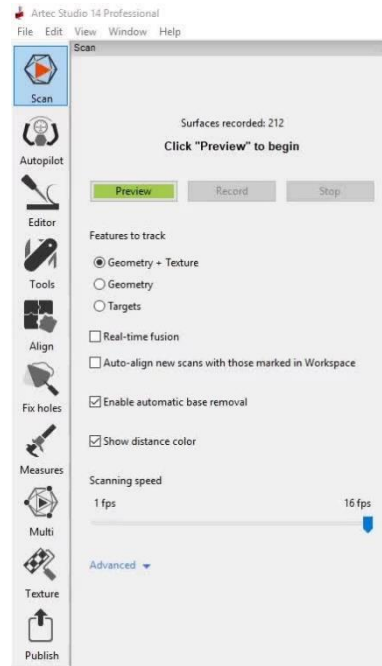 Artec Studio 14 Professional
File Edit View Window Help
Scan
Scan
Surfaces recorded: 212
Click "Preview" to begin
Autopilot
Preview Record Stop
Editor
Features to track
Geometry + Texture
Tools
Geometry
Targets
Real-time fusion
Align
Auto-align new scans with those marked in Workspace
Fix holes
Enable automatic base removal
Show distance color
Measures
Scanning speed
1 fps 16 fps
Multi
Advanced
Texture
Publish